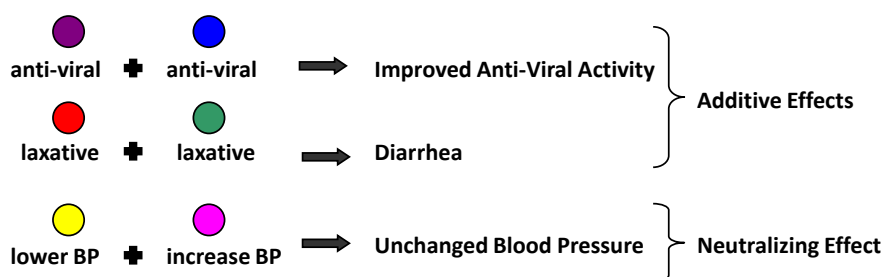 anti-viral + anti-viral Improved Anti-Viral Activity
Additive Effects
laxative + laxative Diarrhea
lower BP + increase BP Unchanged Blood Pressure Neutralizing Effect